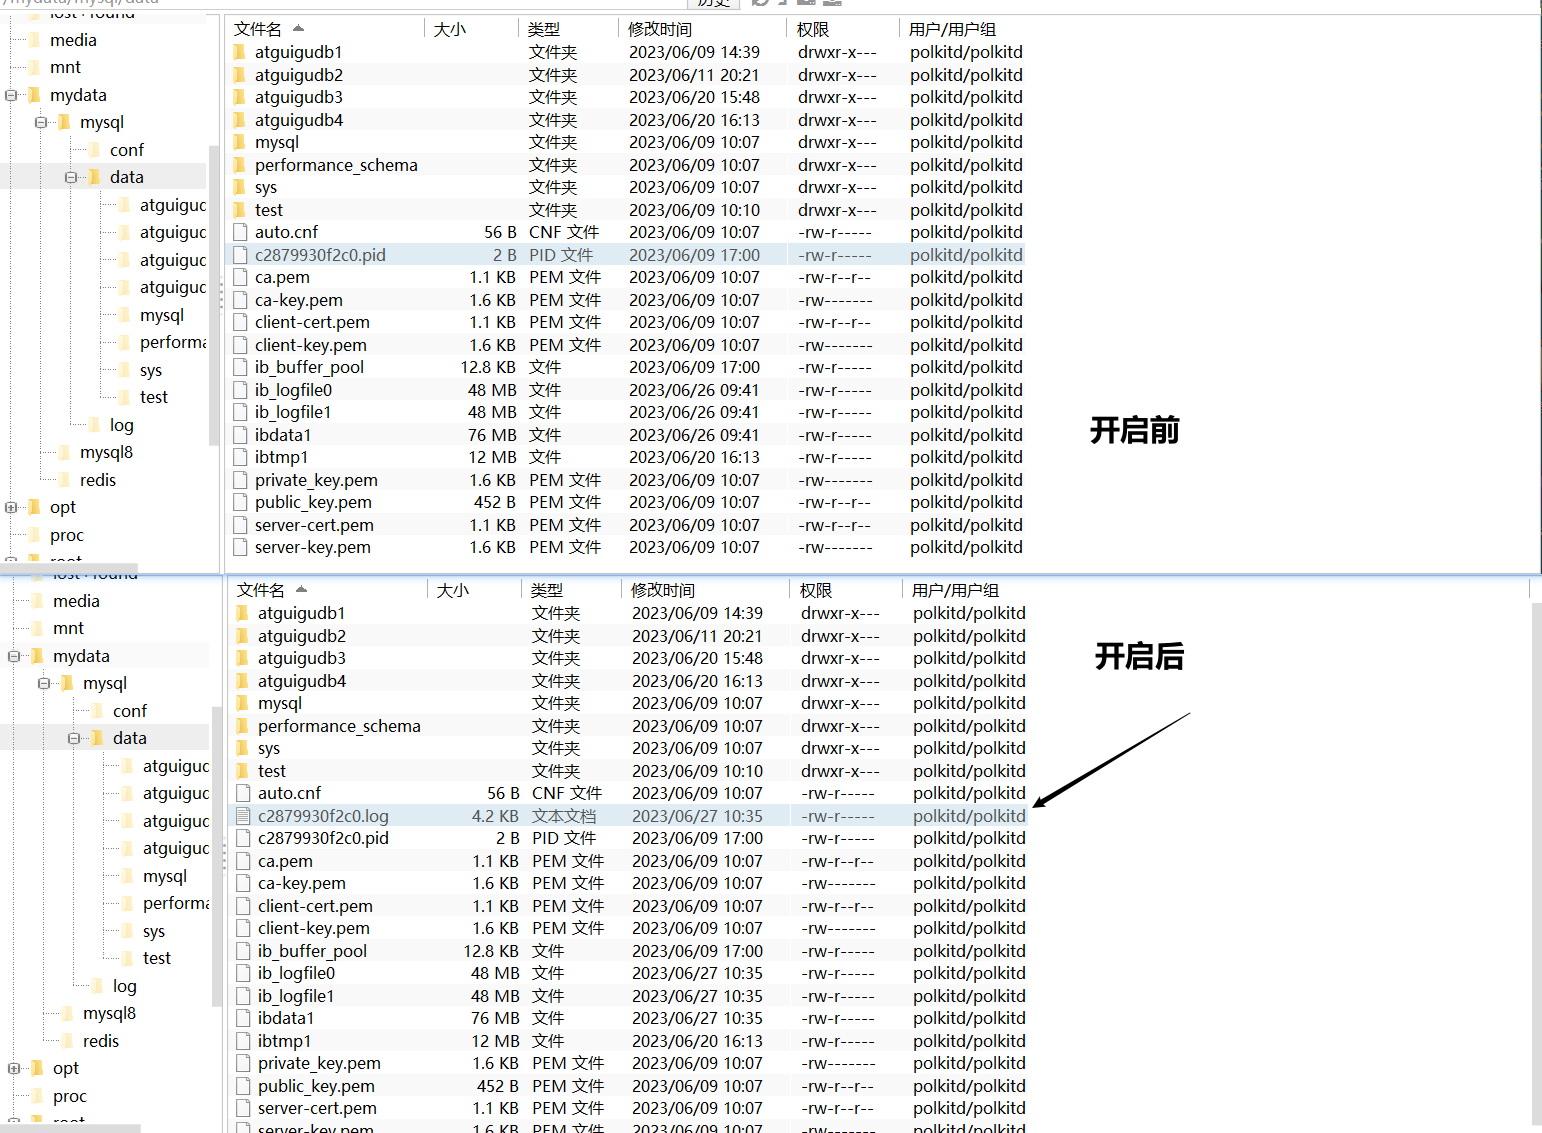 /mydata/mysql/data
历史
lost+found
media
mnt
mydata
mysql
conf
data
atguiguc
atguiguc
atguiguc
atguiguc
mysql
performa
sys
test
log
mysql8
redis
opt
proc
root
文件名 大小 类型 修改时间 权限 用户/用户组
atguigudb1 文件夹 2023/06/09 14:39 drwxr-x--- polkitd/polkitd
atguigudb2 文件夹 2023/06/11 20:21 drwxr-x--- polkitd/polkitd
atguigudb3 文件夹 2023/06/20 15:48 drwxr-x--- polkitd/polkitd
atguigudb4 文件夹 2023/06/20 16:13 drwxr-x--- polkitd/polkitd
mysql 文件夹 2023/06/09 10:07 drwxr-x--- polkitd/polkitd
performance_schema 文件夹 2023/06/09 10:07 drwxr-x--- polkitd/polkitd
sys 文件夹 2023/06/09 10:07 drwxr-x--- polkitd/polkitd
test 文件夹 2023/06/09 10:10 drwxr-x--- polkitd/polkitd
auto.cnf 56 B CNF 文件 2023/06/09 10:07 -rw-r----- polkitd/polkitd
c2879930f2c0.pid 2 B PID 文件 2023/06/09 17:00 -rw-r----- polkitd/polkitd
ca.pem 1.1 KB PEM 文件 2023/06/09 10:07 -rw-r--r-- polkitd/polkitd
ca-key.pem 1.6 KB PEM 文件 2023/06/09 10:07 -rw------- polkitd/polkitd
client-cert.pem 1.1 KB PEM 文件 2023/06/09 10:07 -rw-r--r-- polkitd/polkitd
client-key.pem 1.6 KB PEM 文件 2023/06/09 10:07 -rw------- polkitd/polkitd
ib_buffer_pool 12.8 KB 文件 2023/06/09 17:00 -rw-r----- polkitd/polkitd
ib_logfile0 48 MB 文件 2023/06/26 09:41 -rw-r----- polkitd/polkitd
ib_logfile1 48 MB 文件 2023/06/26 09:41 -rw-r----- polkitd/polkitd
ibdata1 76 MB 文件 2023/06/26 09:41 -rw-r----- polkitd/polkitd
ibtmp1 12 MB 文件 2023/06/20 16:13 -rw-r----- polkitd/polkitd
private_key.pem 1.6 KB PEM 文件 2023/06/09 10:07 -rw------- polkitd/polkitd
public_key.pem 452 B PEM 文件 2023/06/09 10:07 -rw-r--r-- polkitd/polkitd
server-cert.pem 1.1 KB PEM 文件 2023/06/09 10:07 -rw-r--r-- polkitd/polkitd
server-key.pem 1.6 KB PEM 文件 2023/06/09 10:07 -rw------- polkitd/polkitd
开启前
lost+found
media
mnt
mydata
mysql
conf
data
atguiguc
atguiguc
atguiguc
atguiguc
mysql
performa
sys
test
log
mysql8
redis
opt
proc
root
文件名 大小 类型 修改时间 权限 用户/用户组
atguigudb1 文件夹 2023/06/09 14:39 drwxr-x--- polkitd/polkitd
atguigudb2 文件夹 2023/06/11 20:21 drwxr-x--- polkitd/polkitd
atguigudb3 文件夹 2023/06/20 15:48 drwxr-x--- polkitd/polkitd
atguigudb4 文件夹 2023/06/20 16:13 drwxr-x--- polkitd/polkitd
mysql 文件夹 2023/06/09 10:07 drwxr-x--- polkitd/polkitd
performance_schema 文件夹 2023/06/09 10:07 drwxr-x--- polkitd/polkitd
sys 文件夹 2023/06/09 10:07 drwxr-x--- polkitd/polkitd
test 文件夹 2023/06/09 10:10 drwxr-x--- polkitd/polkitd
auto.cnf 56 B CNF 文件 2023/06/09 10:07 -rw-r----- polkitd/polkitd
c2879930f2c0.log 4.2 KB 文本文档 2023/06/27 10:35 -rw-r----- polkitd/polkitd
c2879930f2c0.pid 2 B PID 文件 2023/06/09 17:00 -rw-r----- polkitd/polkitd
ca.pem 1.1 KB PEM 文件 2023/06/09 10:07 -rw-r--r-- polkitd/polkitd
ca-key.pem 1.6 KB PEM 文件 2023/06/09 10:07 -rw------- polkitd/polkitd
client-cert.pem 1.1 KB PEM 文件 2023/06/09 10:07 -rw-r--r-- polkitd/polkitd
client-key.pem 1.6 KB PEM 文件 2023/06/09 10:07 -rw------- polkitd/polkitd
ib_buffer_pool 12.8 KB 文件 2023/06/09 17:00 -rw-r----- polkitd/polkitd
ib_logfile0 48 MB 文件 2023/06/27 10:35 -rw-r----- polkitd/polkitd
ib_logfile1 48 MB 文件 2023/06/27 10:35 -rw-r----- polkitd/polkitd
ibdata1 76 MB 文件 2023/06/27 10:35 -rw-r----- polkitd/polkitd
ibtmp1 12 MB 文件 2023/06/20 16:13 -rw-r----- polkitd/polkitd
private_key.pem 1.6 KB PEM 文件 2023/06/09 10:07 -rw------- polkitd/polkitd
public_key.pem 452 B PEM 文件 2023/06/09 10:07 -rw-r--r-- polkitd/polkitd
server-cert.pem 1.1 KB PEM 文件 2023/06/09 10:07 -rw-r--r-- polkitd/polkitd
server-key.pem 1.6 KB PEM 文件 2023/06/09 10:07 -rw------- polkitd/polkitd
开启后